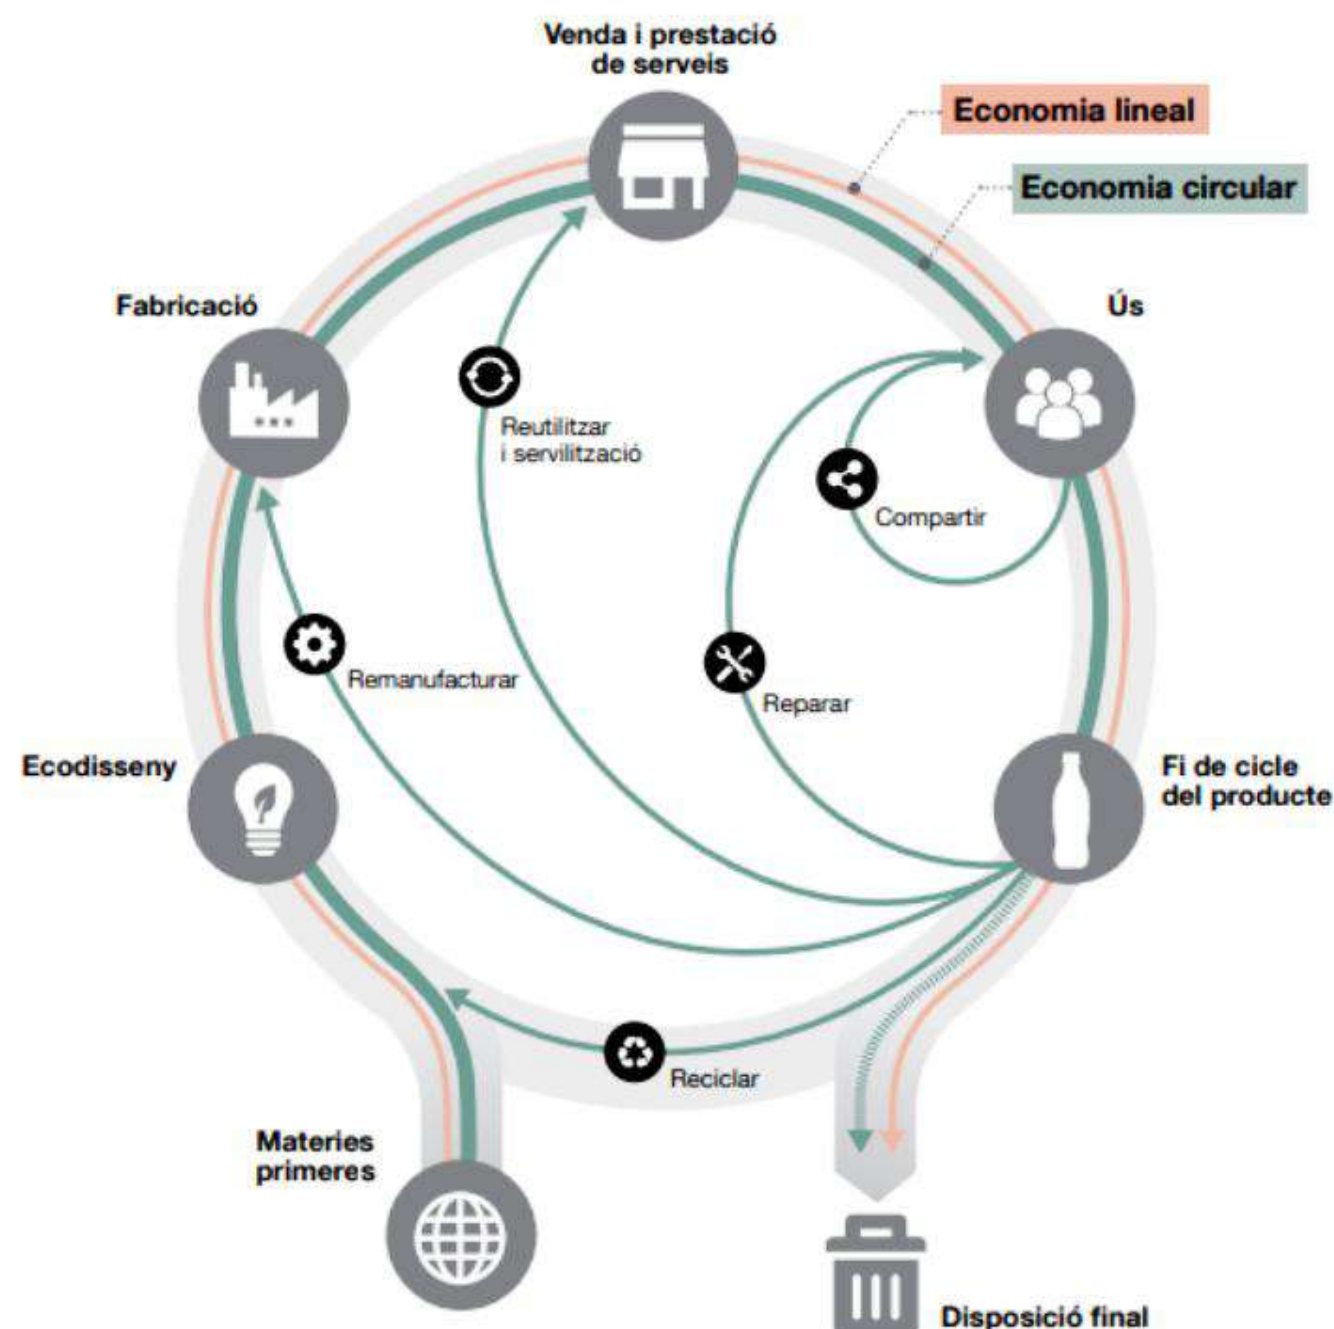 Venda i prestació
de serveis
Economia lineal
Economia circular
Fabricació
Ús
Reutilitzar
i servilització
Compartir
Remanufacturar
Reparar
Ecodisseny
Fi de cicle
del producte
Reciclar
Materies
primeres
Disposició final